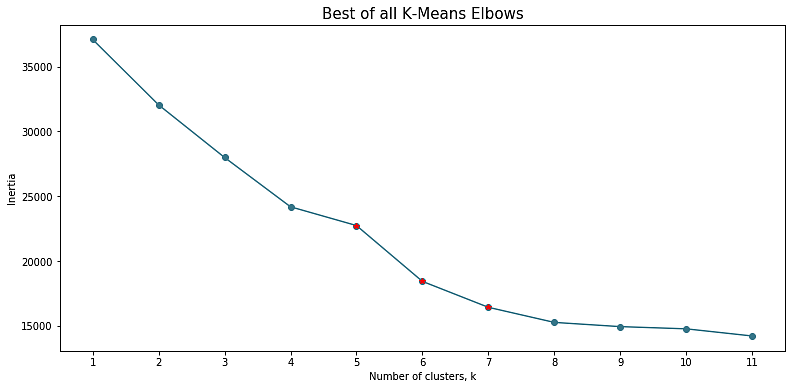 Best of all K-Means Elbows
35000
30000
25000
20000
15000
Inertia
1 2 3 4 5 6 7 8 9 10 11
Number of clusters, k